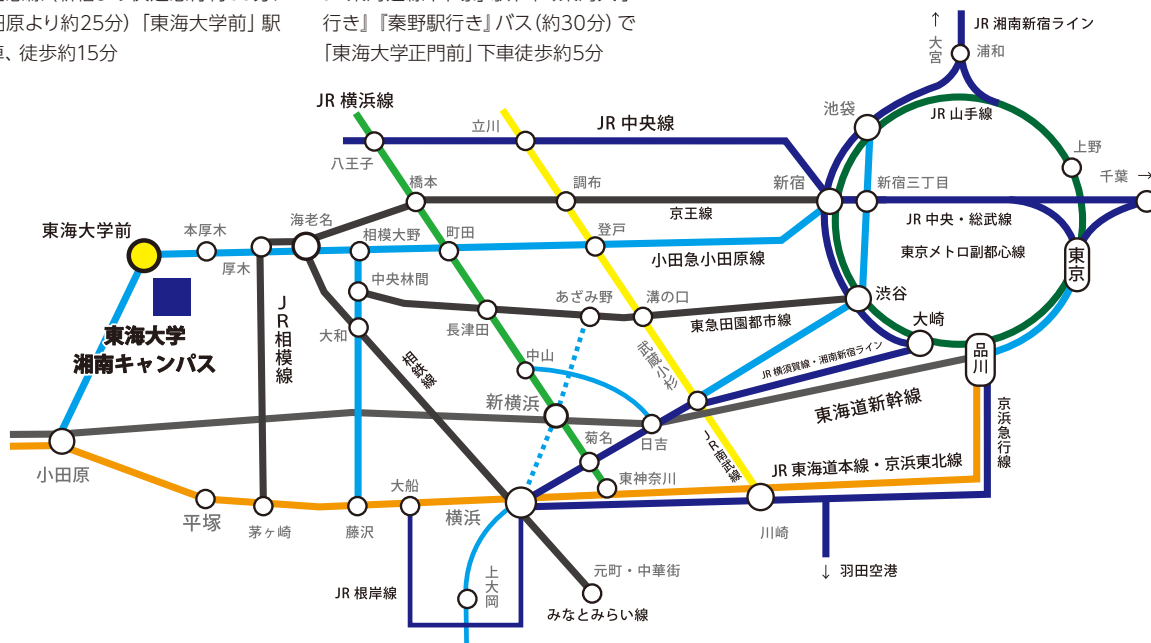 田原より約25分）「東海大学前」駅
、徒歩約15分
行き』『秦野駅行き』バス（約30分）で
「東海大学正門前」下車徒歩約5分
↑
大宮
JR 湘南新宿ライン
浦和
JR 横浜線
立川
JR 中央線
池袋
JR 山手線
八王子
上野
橋本
調布
新宿
新宿三丁目
千葉 →
京王線
JR 中央・総武線
東海大学前
本厚木
海老名
相模大野
町田
登戸
小田急小田原線
東京メトロ副都心線
東京
厚木
中央林間
あざみ野
溝の口
渋谷
東海大学
湘南キャンパス
JR相模線
大和
長津田
東急田園都市線
大崎
相鉄線
中山
武蔵小杉
JR 横須賀線・湘南新宿ライン
品川
新横浜
東海道新幹線
京浜急行線
菊名
日吉
JR南武線
小田原
東神奈川
JR 東海道本線・京浜東北線
平塚
茅ヶ崎
藤沢
大船
横浜
川崎
上大岡
元町・中華街
↓ 羽田空港
JR 根岸線
みなとみらい線